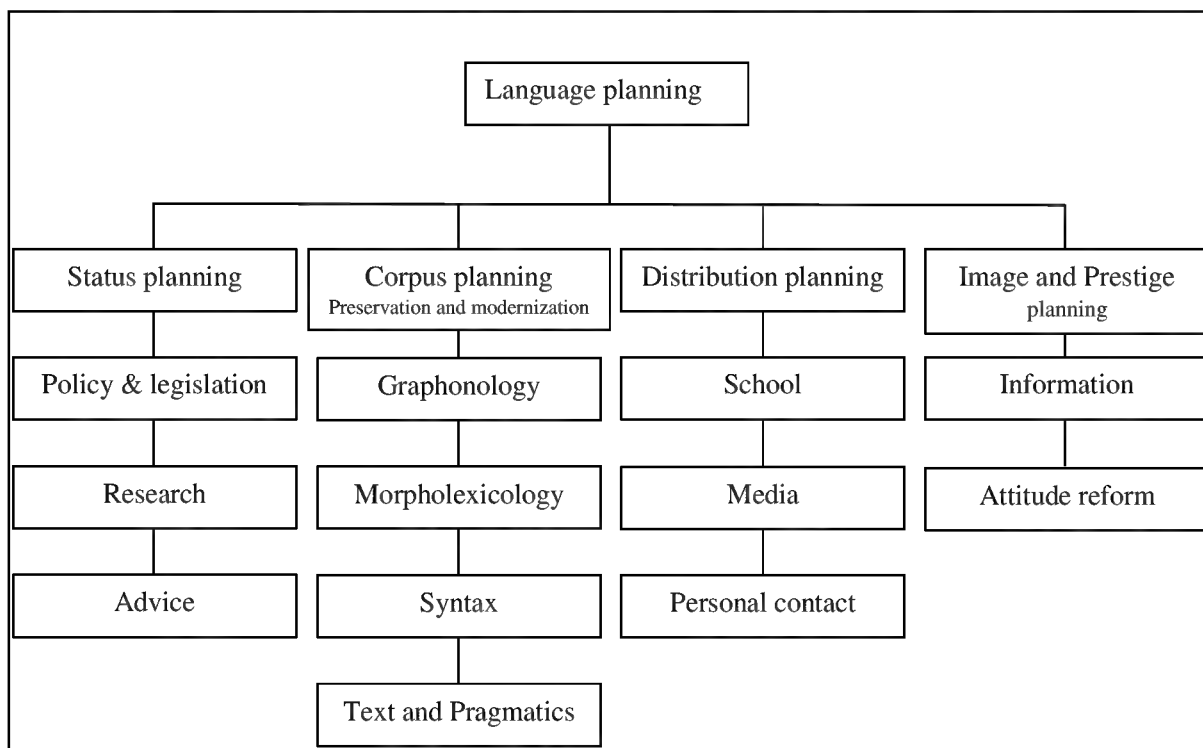 Language planning
Status planning
Corpus planning
Preservation and modernization
Distribution planning
Image and Prestige
planning
Policy & legislation
Graphonology
School
Information
Research
Morpholexicology
Media
Attitude reform
Advice
Syntax
Personal contact
Text and Pragmatics